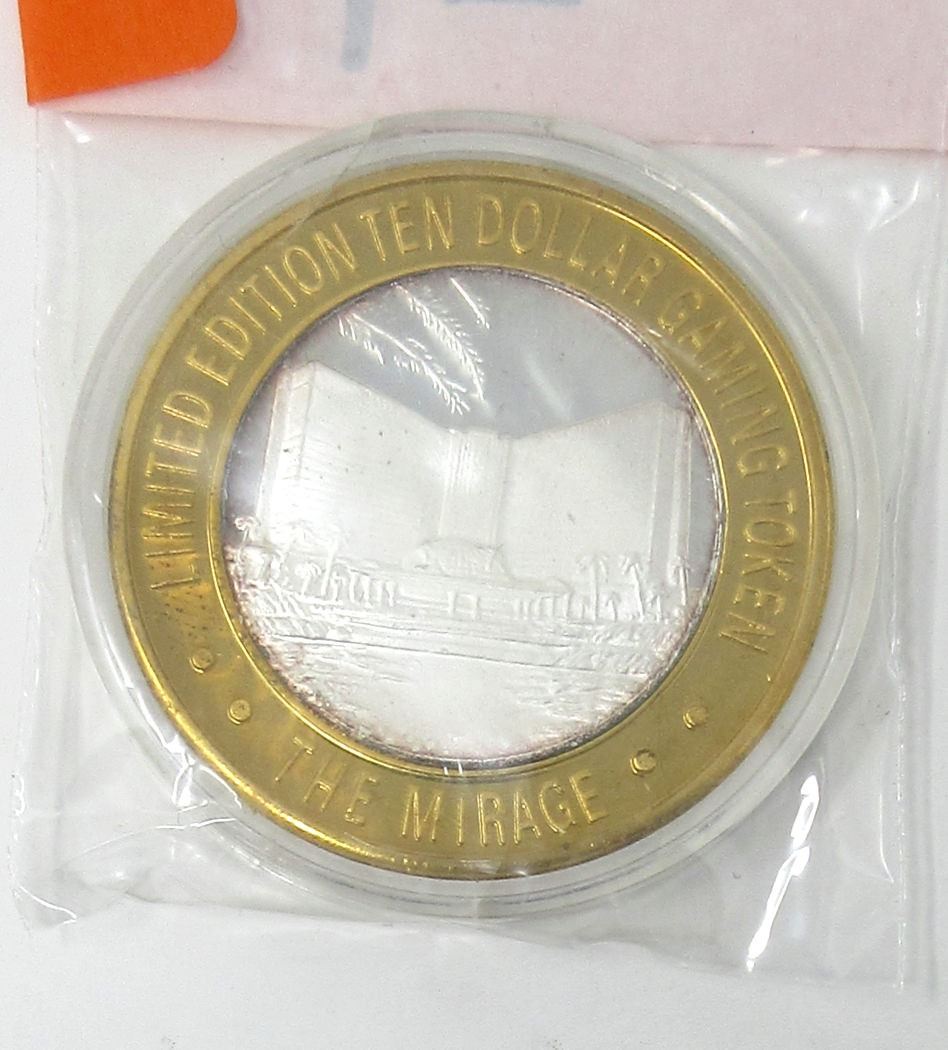 LIMITED EDITION TEN DOLLAR GAMING TOKEN
THE MIRAGE